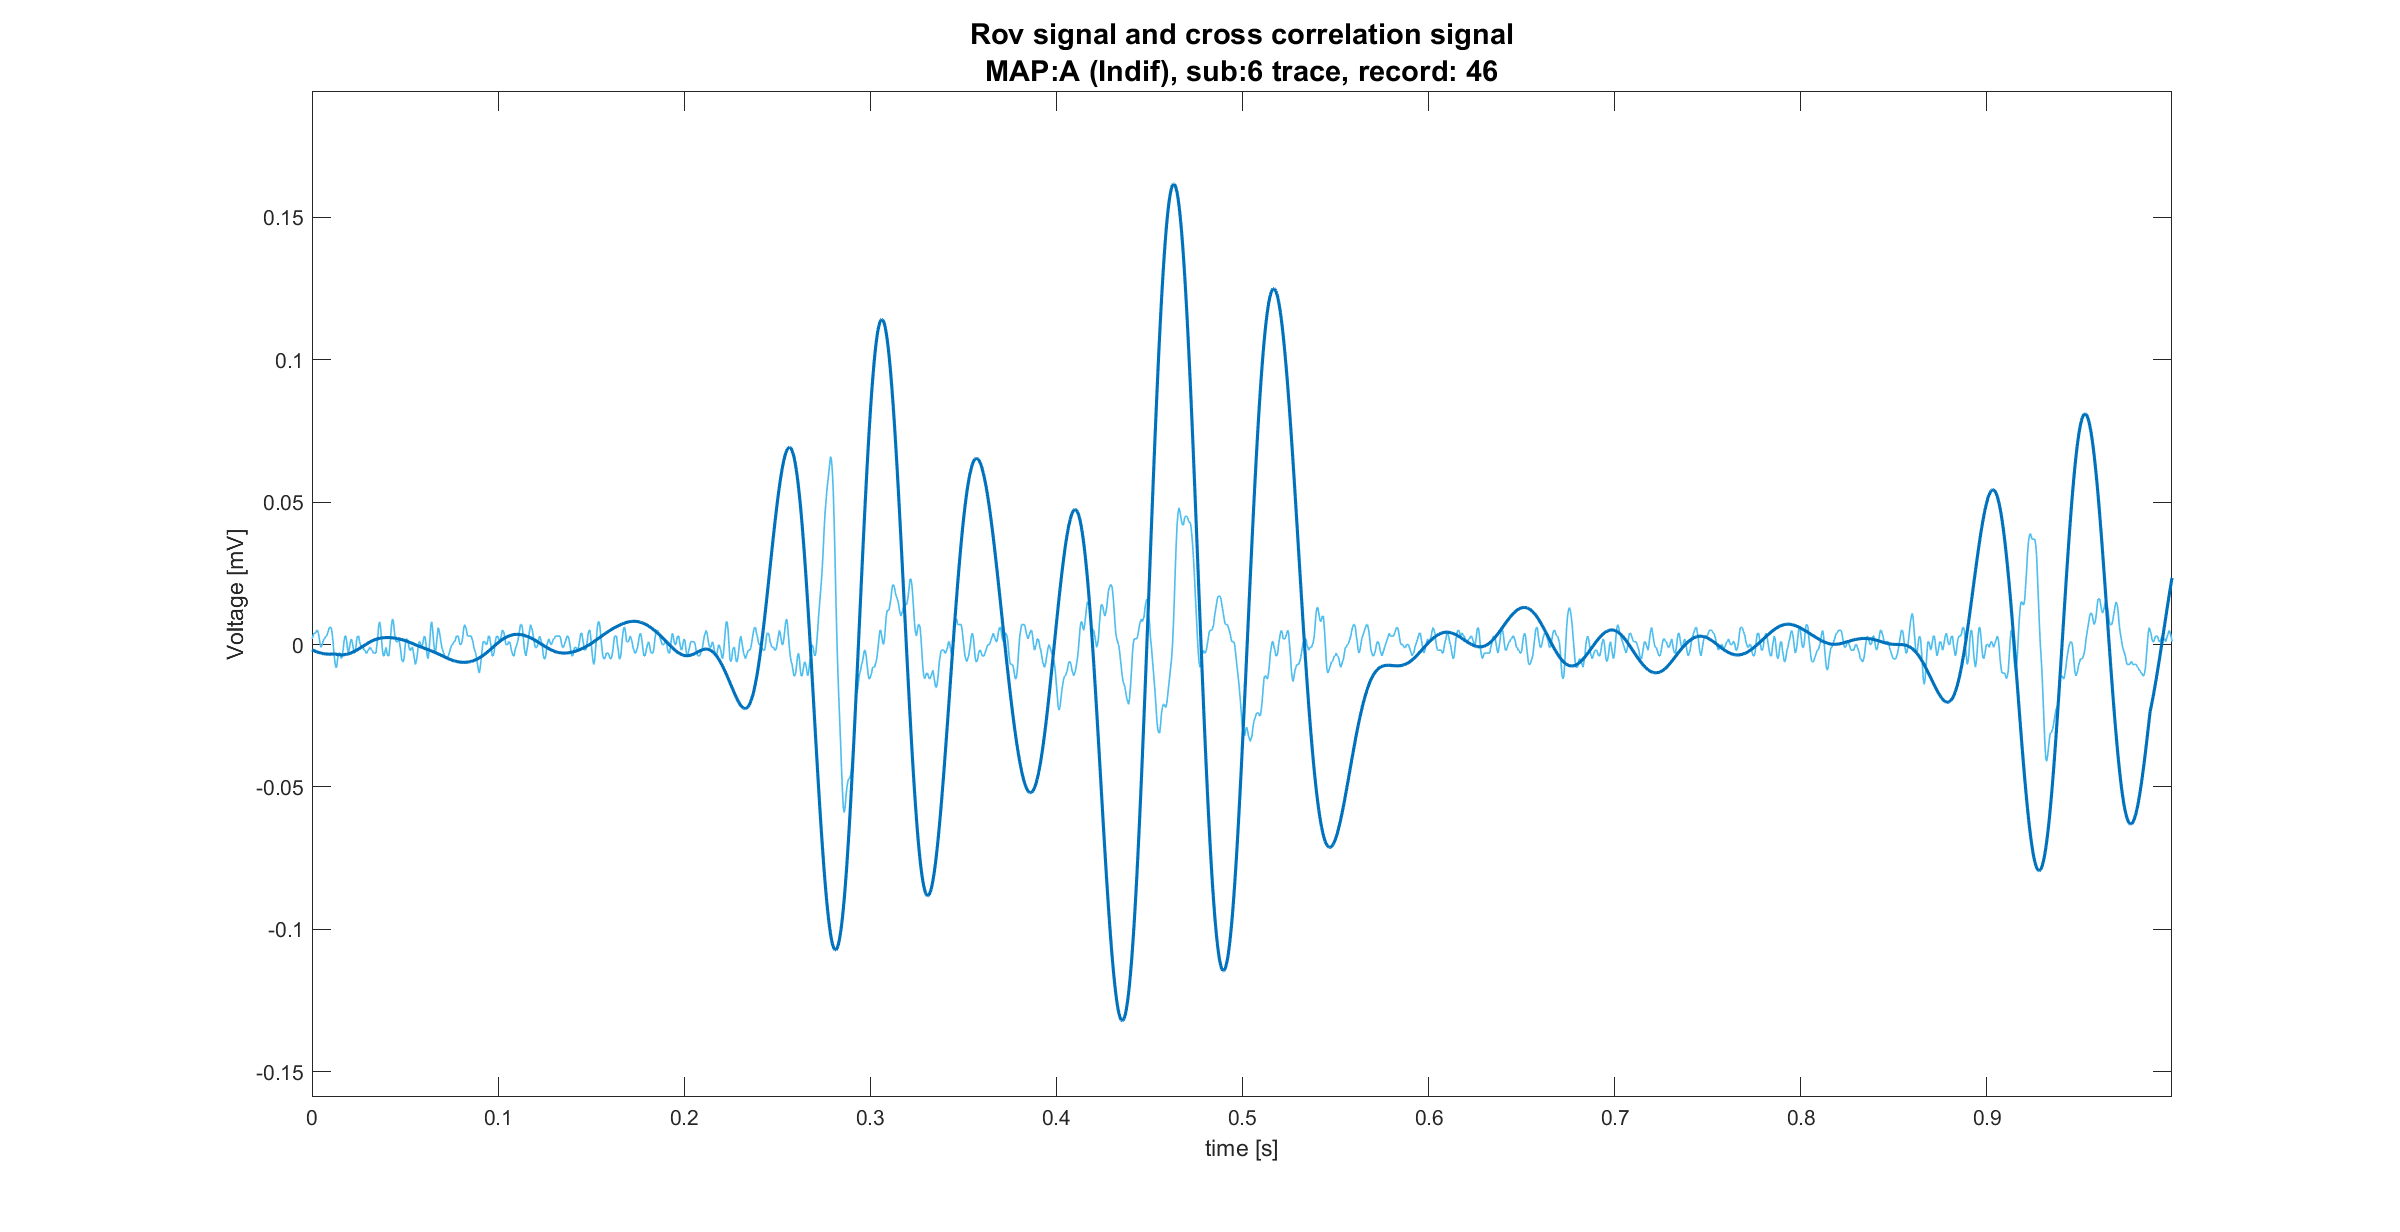 Rov signal and cross correlation signal
MAP:A (Indif), sub:6 trace, record: 46
Voltage [mV]
0.15
0.1
0.05
0
-0.05
-0.1
-0.15
0 0.1 0.2 0.3 0.4 0.5 0.6 0.7 0.8 0.9
time [s]